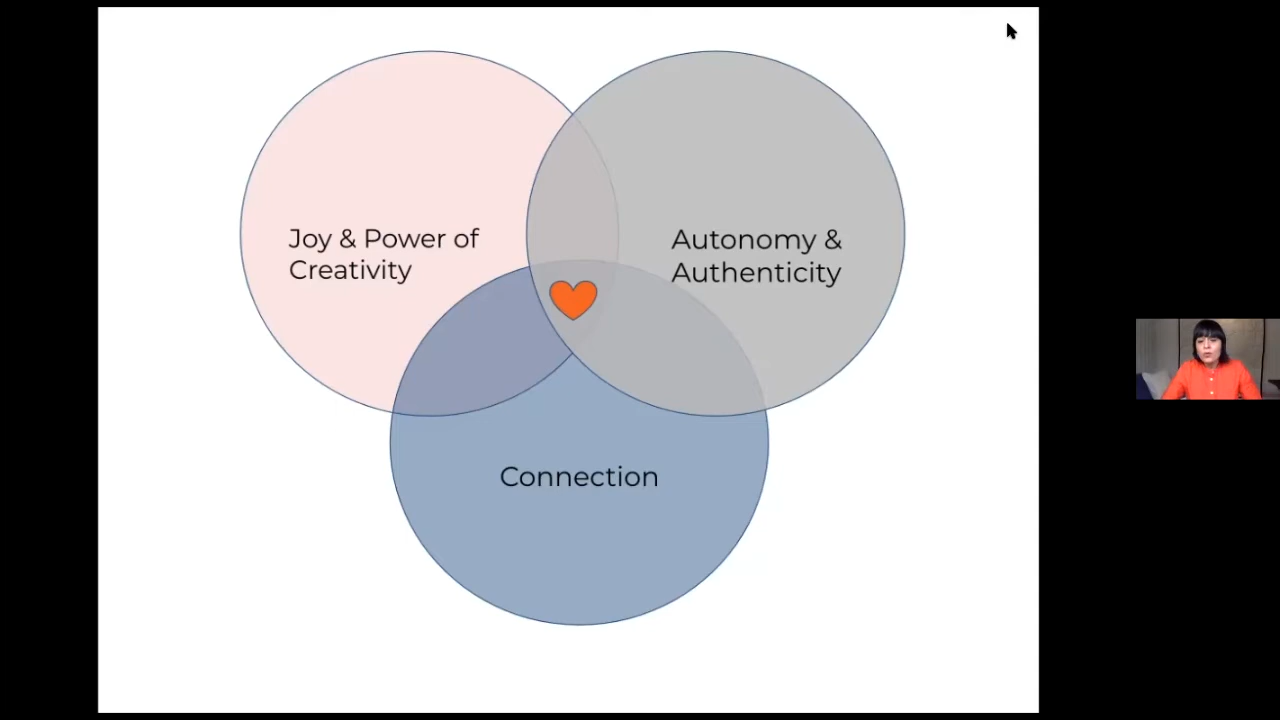 Joy & Power of
Creativity
Autonomy &
Authenticity
Connection